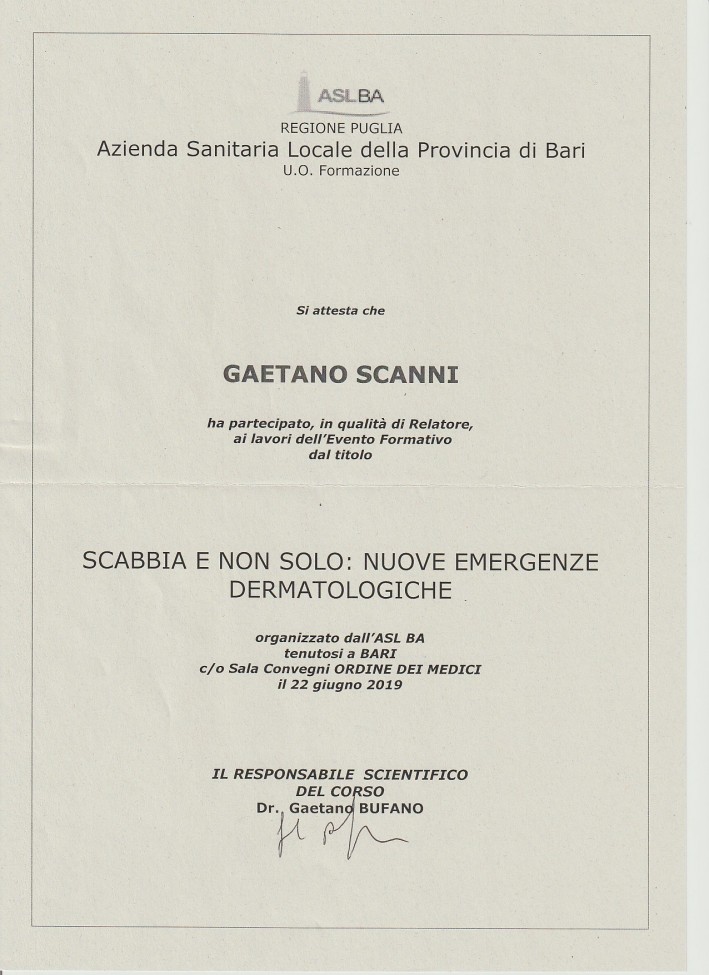 ASLBA
REGIONE PUGLIA
Azienda Sanitaria Locale della Provincia di Bari
U.O. Formazione
Si attesta che
GAETANO SCANNI
ha partecipato, in qualità di Relatore,
ai lavori dell'Evento Formativo
dal titolo
SCABBIA E NON SOLO: NUOVE EMERGENZE
DERMATOLOGICHE
organizzato dall'ASL BA
tenutosi a BARI
c/o Sala Convegni ORDINE DEI MEDICI
il 22 giugno 2019
IL RESPONSABILE SCIENTIFICO
DEL CORSO
Dr. Gaetano BUFANO